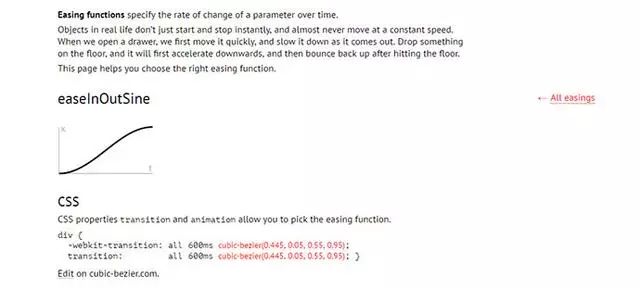 Easing functions specify the rate of change of a parameter over time.
Objects in real life don't just start and stop instantly, and almost never move at a constant speed.
When we open a drawer, we first move it quickly, and slow it down as it comes out. Drop something
on the floor, and it will first accelerate downwards, and then bounce back up after hitting the floor.
This page helps you choose the right easing function.
easeInOutSine
← All easings
x
t
CSS
CSS properties transition and animation allow you to pick the easing function.
div {
-webkit-transition: all 600ms cubic-bezier(0.445, 0.05, 0.55, 0.95);
transition: all 600ms cubic-bezier(0.445, 0.05, 0.55, 0.95); }
Edit on cubic-bezier.com.